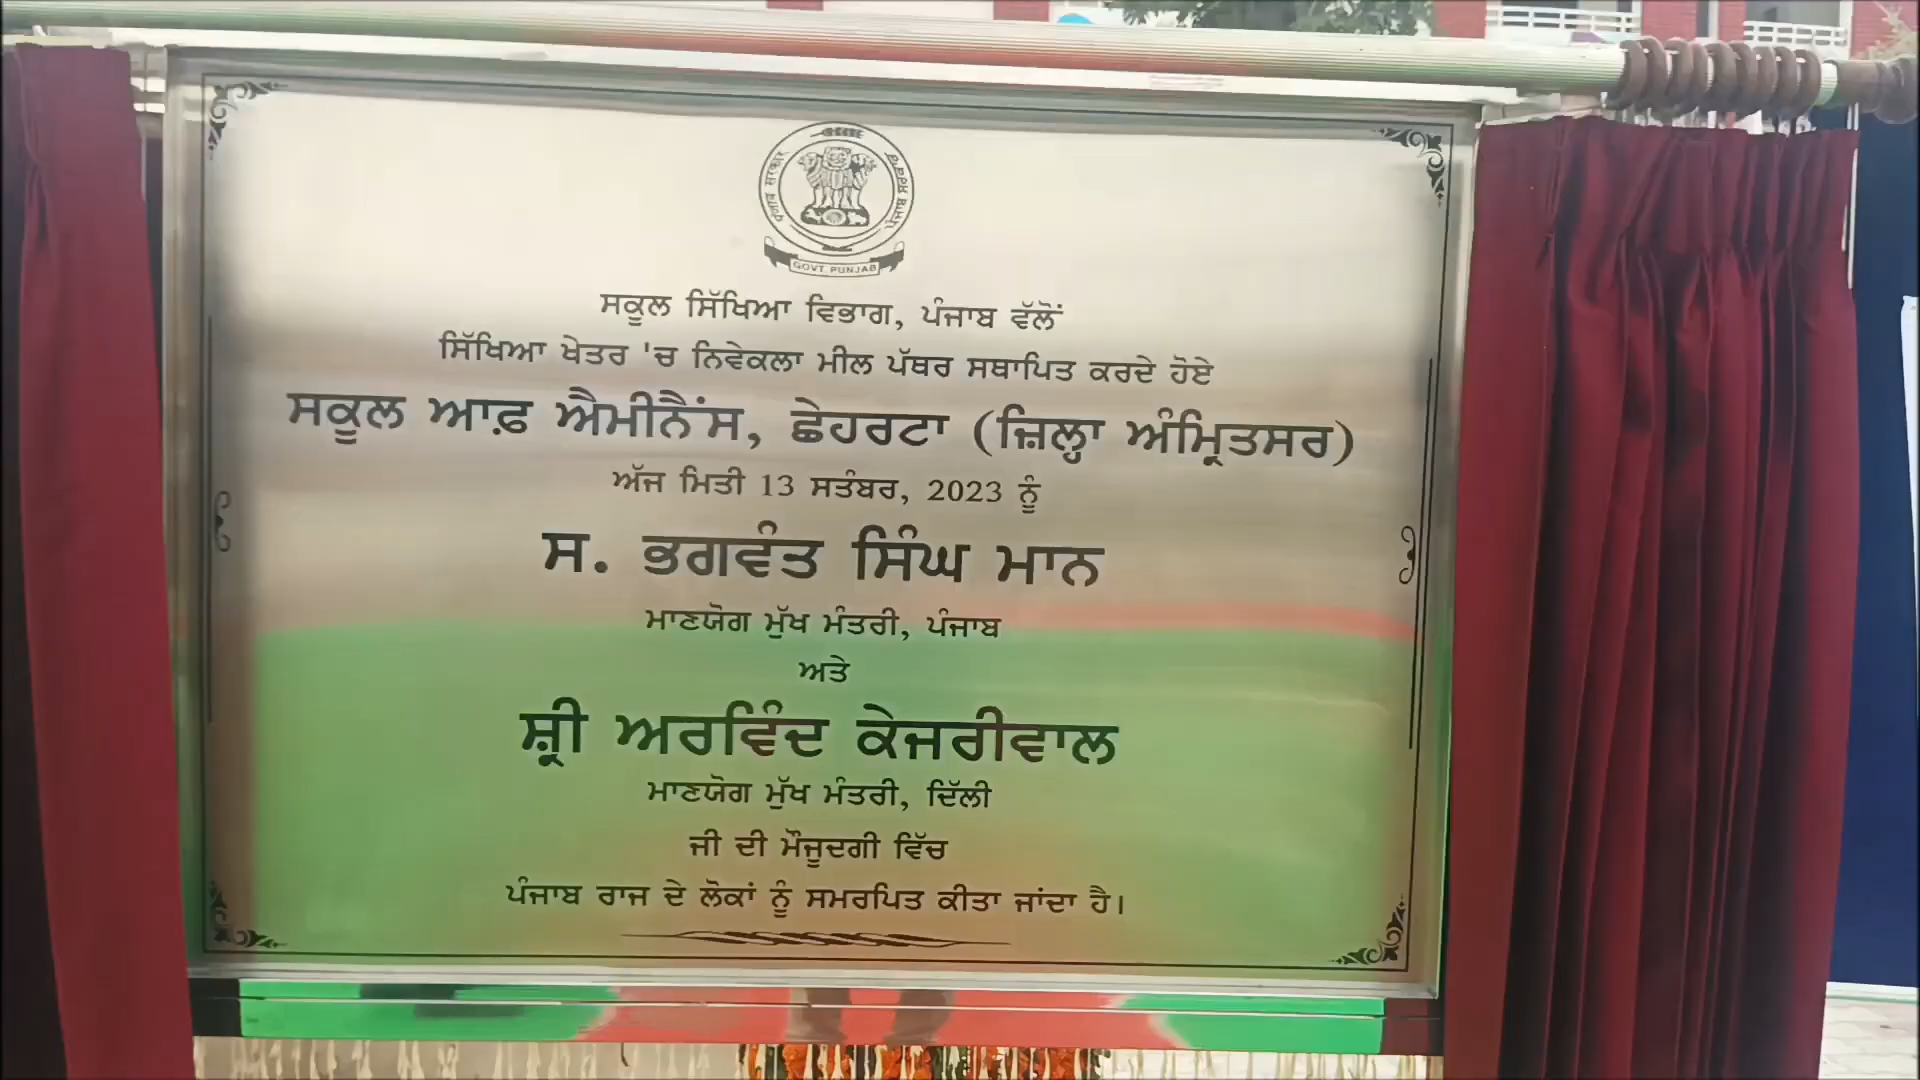 ਪੰਜਾਬ ਸਰਕਾਰ
GOVT. PUNJAB
ਸਕੂਲ ਸਿੱਖਿਆ ਵਿਭਾਗ, ਪੰਜਾਬ ਵੱਲੋਂ
ਸਿੱਖਿਆ ਖੇਤਰ 'ਚ ਨਿਵੇਕਲਾ ਮੀਲ ਪੱਥਰ ਸਥਾਪਿਤ ਕਰਦੇ ਹੋਏ
ਸਕੂਲ ਆਫ਼ ਐਮੀਨੈਂਸ, ਛੇਹਰਟਾ (ਜ਼ਿਲ੍ਹਾ ਅੰਮ੍ਰਿਤਸਰ)
ਅੱਜ ਮਿਤੀ 13 ਸਤੰਬਰ, 2023 ਨੂੰ
ਸ. ਭਗਵੰਤ ਸਿੰਘ ਮਾਨ
ਮਾਣਯੋਗ ਮੁੱਖ ਮੰਤਰੀ, ਪੰਜਾਬ
ਅਤੇ
ਸ਼੍ਰੀ ਅਰਵਿੰਦ ਕੇਜਰੀਵਾਲ
ਮਾਣਯੋਗ ਮੁੱਖ ਮੰਤਰੀ, ਦਿੱਲੀ
ਜੀ ਦੀ ਮੌਜੂਦਗੀ ਵਿੱਚ
ਪੰਜਾਬ ਰਾਜ ਦੇ ਲੋਕਾਂ ਨੂੰ ਸਮਰਪਿਤ ਕੀਤਾ ਜਾਂਦਾ ਹੈ।